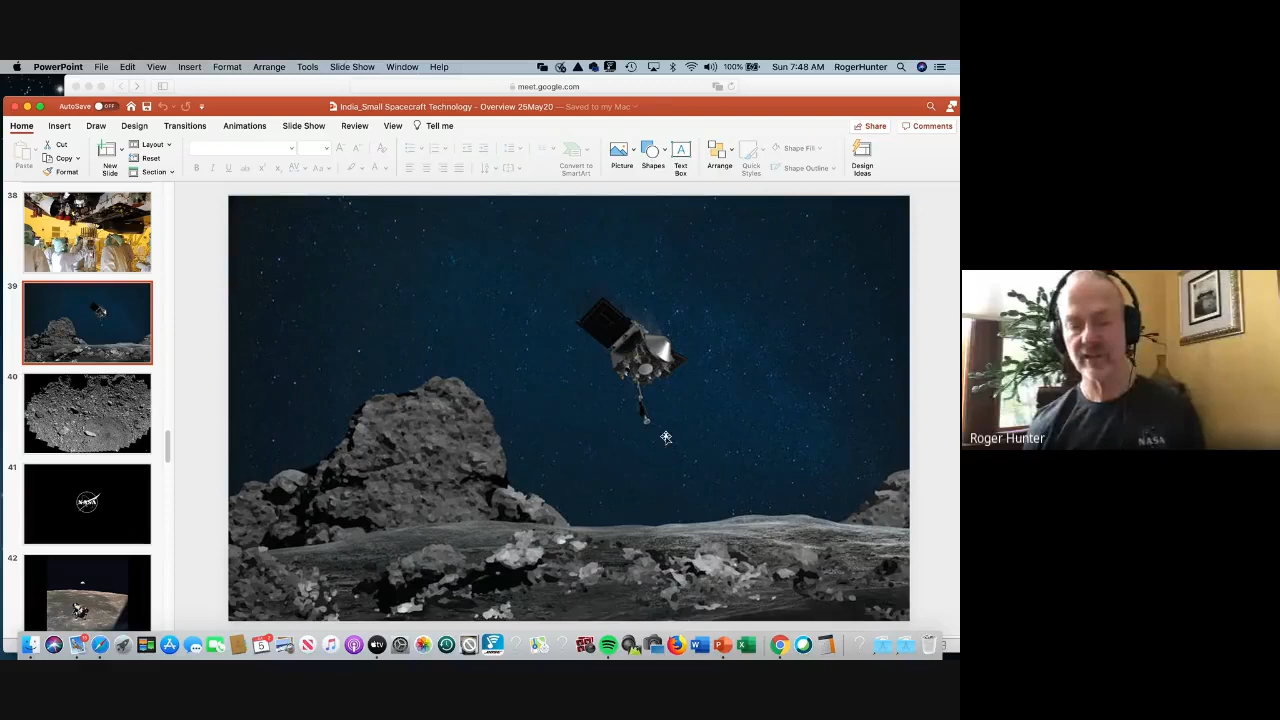 PowerPoint File Edit View Insert Format Arrange Tools Slide Show Window Help 100% Sun 7:48 AM RogerHunter
meet.google.com
AutoSave OFF India_Small Spacecraft Technology - Overview 25May20 — Saved to my Mac
Home Insert Draw Design Transitions Animations Slide Show Review View Tell me Share Comments
Paste Cut Copy Format
New Slide Layout Reset Section
Convert to SmartArt
Picture Shapes Text Box Arrange Quick Styles Shape Fill Shape Outline Design Ideas
38
39
40
41
NASA
42
Roger Hunter
NASA